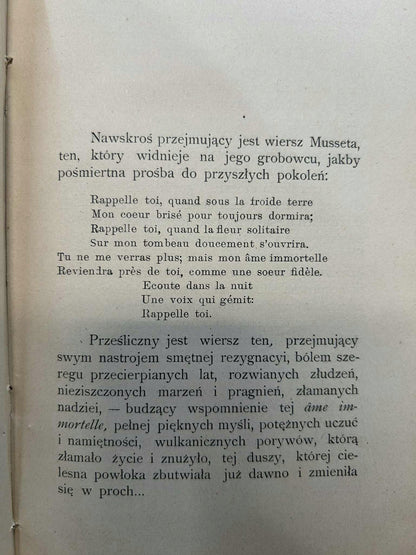 Nawskroś przejmujący jest wiersz Musseta,
ten, który widnieje na jego grobowcu, jakby
pośmiertna prośba do przyszłych pokoleń:
Rappelle toi, quand sous la froide terre
Mon coeur brisé pour toujours dormira;
Rappelle toi, quand la fleur solitaire
Sur mon tombeau doucement s'ouvrira.
Tu ne me verras plus; mais mon âme immortelle
Reviendra près de toi, comme une soeur fidèle.
Ecoute dans la nuit
Une voix qui gémit:
Rappelle toi.
Prześliczny jest wiersz ten, przejmujący
swym nastrojem smętnej rezygnacyi, bólem sze-
regu przecierpianych lat, rozwianych złudzeń,
nieziszczonych marzeń i pragnień, złamanych
nadziei, — budzący wspomnienie tej âme im-
mortelle, pełnej pięknych myśli, potężnych uczuć
i namiętności, wulkanicznych porywów, którą
złamało życie i znużyło, tej duszy, której cie-
lesna powłoka zbutwiała już dawno i zmieniła
się w proch...